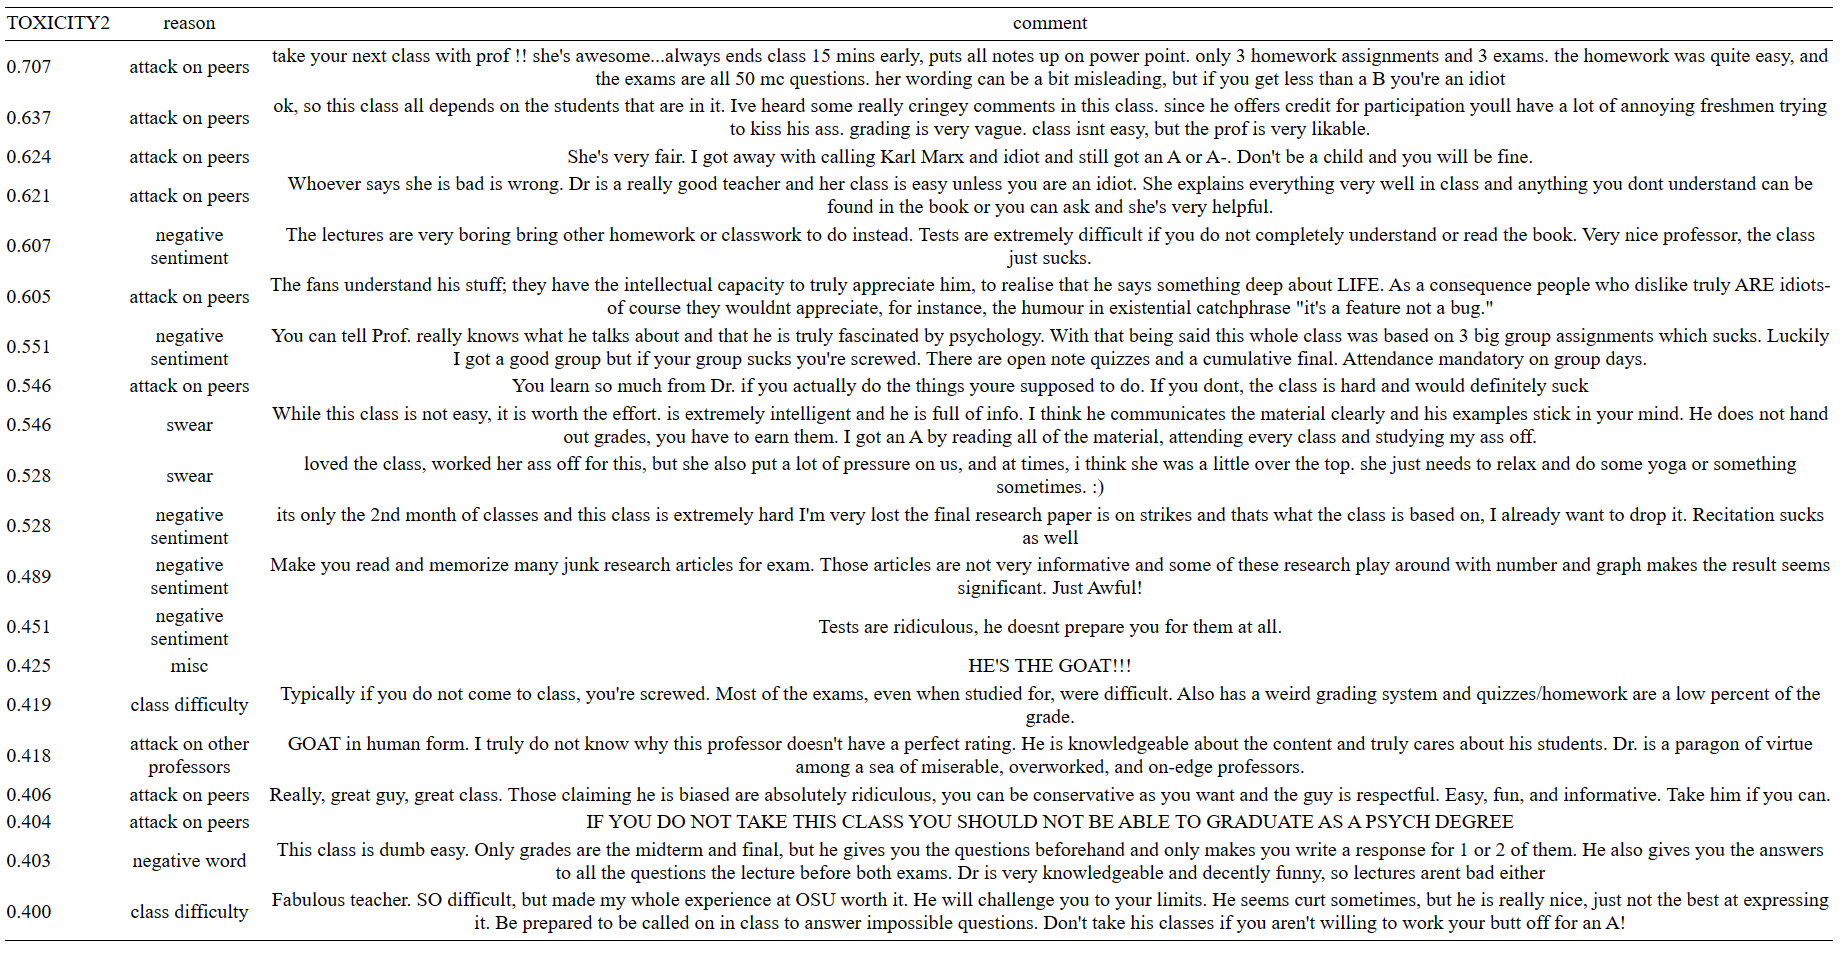 TOXICITY2 reason comment
0.707 attack on peers take your next class with prof !! she's awesome...always ends class 15 mins early, puts all notes up on power point. only 3 homework assignments and 3 exams. the homework was quite easy, and
the exams are all 50 mc questions. her wording can be a bit misleading, but if you get less than a B you're an idiot
0.637 attack on peers ok, so this class all depends on the students that are in it. Ive heard some really cringey comments in this class. since he offers credit for participation youll have a lot of annoying freshmen trying
to kiss his ass. grading is very vague. class isnt easy, but the prof is very likable.
0.624 attack on peers She's very fair. I got away with calling Karl Marx and idiot and still got an A or A-. Don't be a child and you will be fine.
0.621 attack on peers Whoever says she is bad is wrong. Dr is a really good teacher and her class is easy unless you are an idiot. She explains everything very well in class and anything you dont understand can be
found in the book or you can ask and she's very helpful.
0.607 negative sentiment The lectures are very boring bring other homework or classwork to do instead. Tests are extremely difficult if you do not completely understand or read the book. Very nice professor, the class
just sucks.
0.605 attack on peers The fans understand his stuff; they have the intellectual capacity to truly appreciate him, to realise that he says something deep about LIFE. As a consequence people who dislike truly ARE idiots-
of course they wouldnt appreciate, for instance, the humour in existential catchphrase "it's a feature not a bug."
0.551 negative sentiment You can tell Prof. really knows what he talks about and that he is truly fascinated by psychology. With that being said this whole class was based on 3 big group assignments which sucks. Luckily
I got a good group but if your group sucks you're screwed. There are open note quizzes and a cumulative final. Attendance mandatory on group days.
0.546 attack on peers You learn so much from Dr. if you actually do the things youre supposed to do. If you dont, the class is hard and would definitely suck
0.546 swear While this class is not easy, it is worth the effort. is extremely intelligent and he is full of info. I think he communicates the material clearly and his examples stick in your mind. He does not hand
out grades, you have to earn them. I got an A by reading all of the material, attending every class and studying my ass off.
0.528 swear loved the class, worked her ass off for this, but she also put a lot of pressure on us, and at times, i think she was a little over the top. she just needs to relax and do some yoga or something
sometimes. :)
0.528 negative sentiment its only the 2nd month of classes and this class is extremely hard I'm very lost the final research paper is on strikes and thats what the class is based on, I already want to drop it. Recitation sucks
as well
0.489 negative sentiment Make you read and memorize many junk research articles for exam. Those articles are not very informative and some of these research play around with number and graph makes the result seems
significant. Just Awful!
0.451 negative sentiment Tests are ridiculous, he doesnt prepare you for them at all.
0.425 misc HE'S THE GOAT!!!
0.419 class difficulty Typically if you do not come to class, you're screwed. Most of the exams, even when studied for, were difficult. Also has a weird grading system and quizzes/homework are a low percent of the
grade.
0.418 attack on other professors GOAT in human form. I truly do not know why this professor doesn't have a perfect rating. He is knowledgeable about the content and truly cares about his students. Dr. is a paragon of virtue
among a sea of miserable, overworked, and on-edge professors.
0.406 attack on peers Really, great guy, great class. Those claiming he is biased are absolutely ridiculous, you can be conservative as you want and the guy is respectful. Easy, fun, and informative. Take him if you can.
0.404 attack on peers IF YOU DO NOT TAKE THIS CLASS YOU SHOULD NOT BE ABLE TO GRADUATE AS A PSYCH DEGREE
0.403 negative word This class is dumb easy. Only grades are the midterm and final, but he gives you the questions beforehand and only makes you write a response for 1 or 2 of them. He also gives you the answers
to all the questions the lecture before both exams. Dr is very knowledgeable and decently funny, so lectures arent bad either
0.400 class difficulty Fabulous teacher. SO difficult, but made my whole experience at OSU worth it. He will challenge you to your limits. He seems curt sometimes, but he is really nice, just not the best at expressing
it. Be prepared to be called on in class to answer impossible questions. Don't take his classes if you aren't willing to work your butt off for an A!